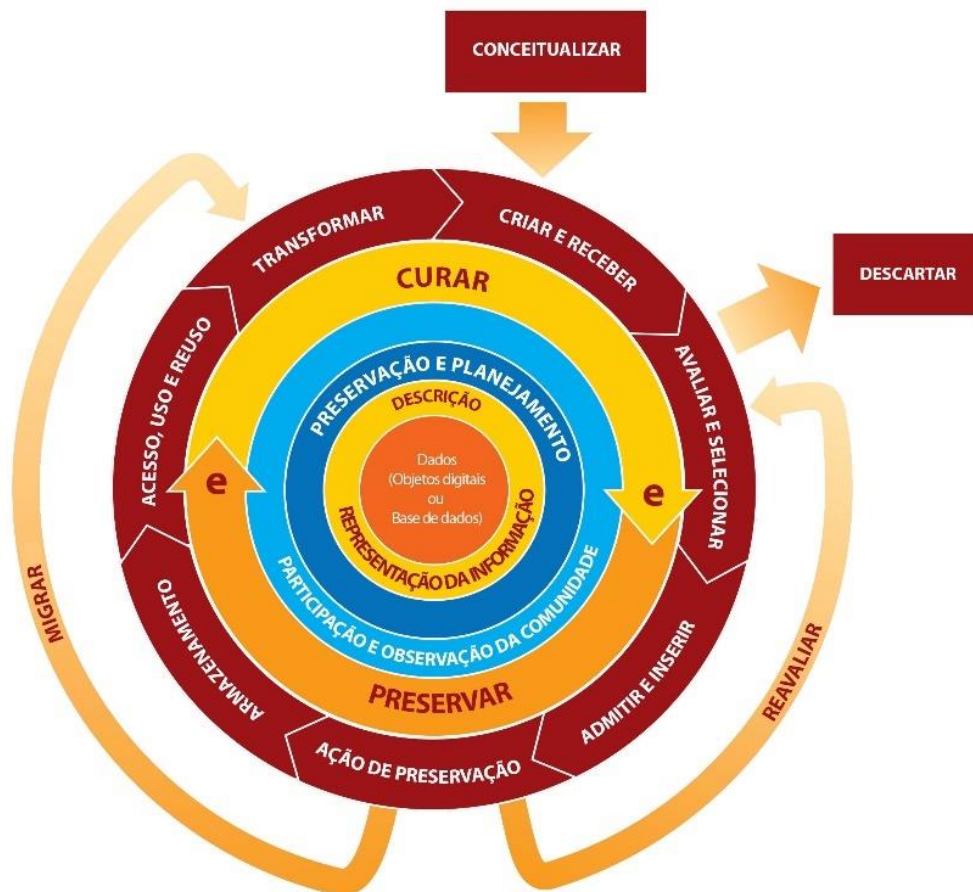 CONCEITUALIZAR
CRIAR E RECEBER
DESCARTAR
AVALIAR E SELECIONAR
ADMITIR E INSERIR
AÇÃO DE PRESERVAÇÃO
ARMAZENAMENTO
ACESSO, USO E REUSO
TRANSFORMAR
MIGRAR
REAVALIAR
CURAR
e
PRESERVAR
e
PARTICIPAÇÃO E OBSERVAÇÃO DA COMUNIDADE
PRESERVAÇÃO E PLANEJAMENTO
DESCRIÇÃO
REPRESENTAÇÃO DA INFORMAÇÃO
Dados
(Objetos digitais
ou
Base de dados)